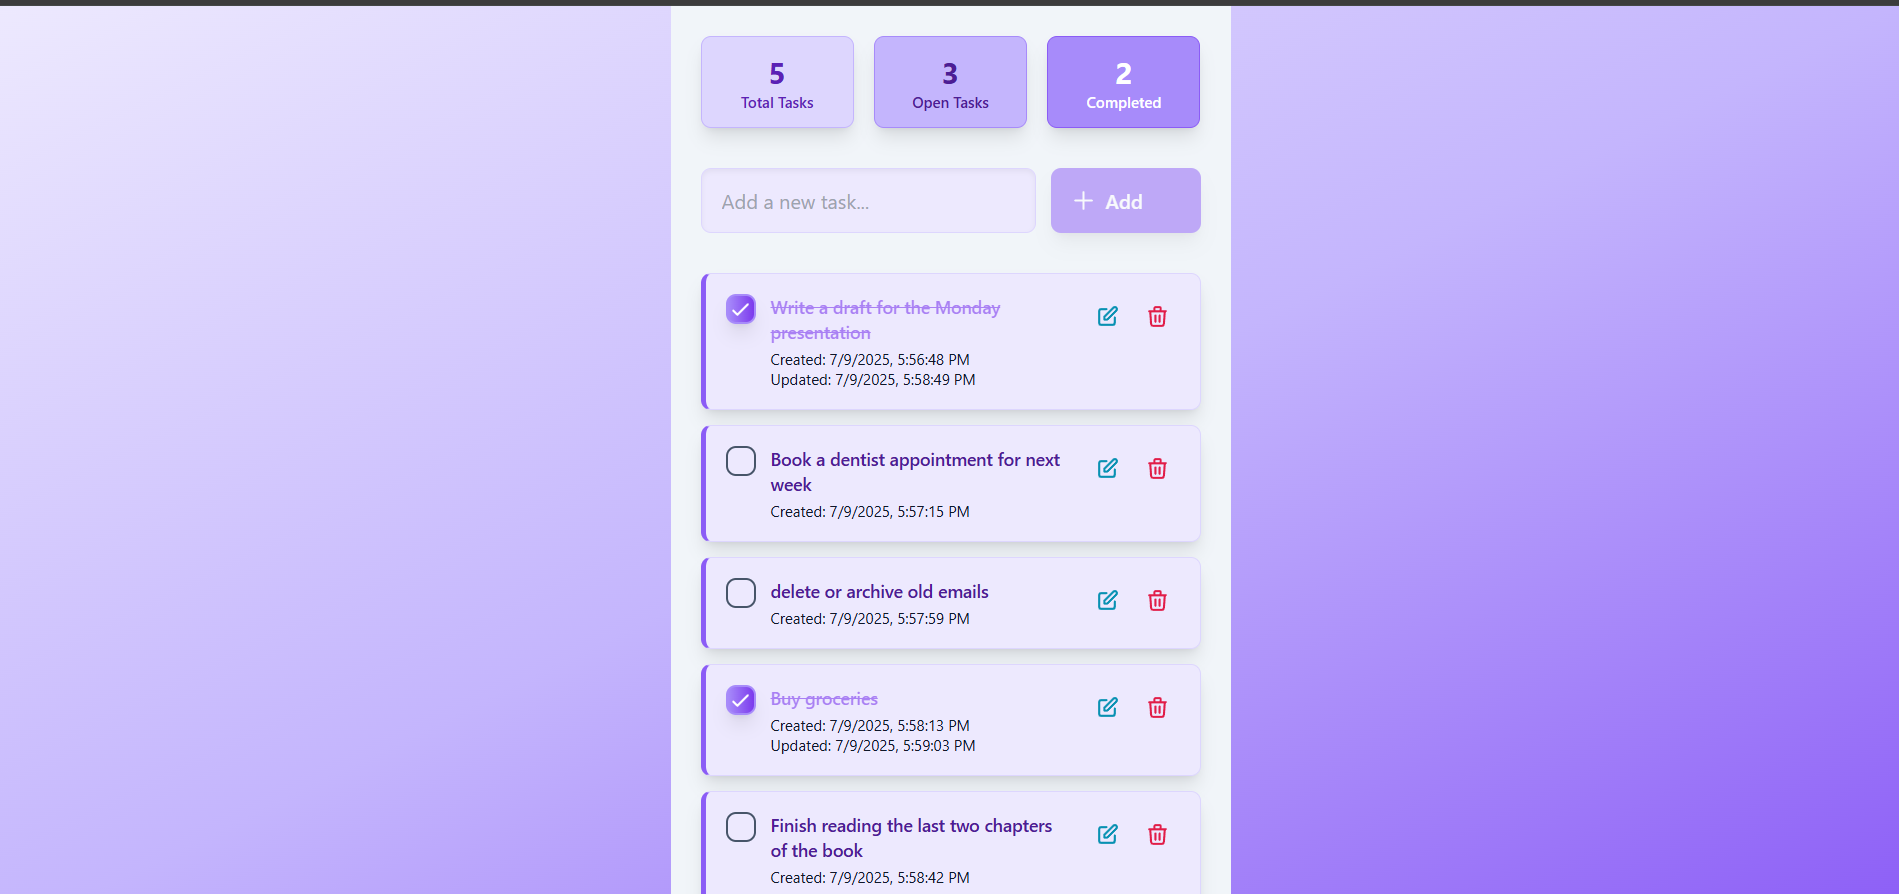 5
Total Tasks
3
Open Tasks
2
Completed
Add a new task...
Add
Write a draft for the Monday
presentation
Created: 7/9/2025, 5:56:48 PM
Updated: 7/9/2025, 5:58:49 PM
Book a dentist appointment for next
week
Created: 7/9/2025, 5:57:15 PM
delete or archive old emails
Created: 7/9/2025, 5:57:59 PM
Buy groceries
Created: 7/9/2025, 5:58:13 PM
Updated: 7/9/2025, 5:59:03 PM
Finish reading the last two chapters
of the book
Created: 7/9/2025, 5:58:42 PM